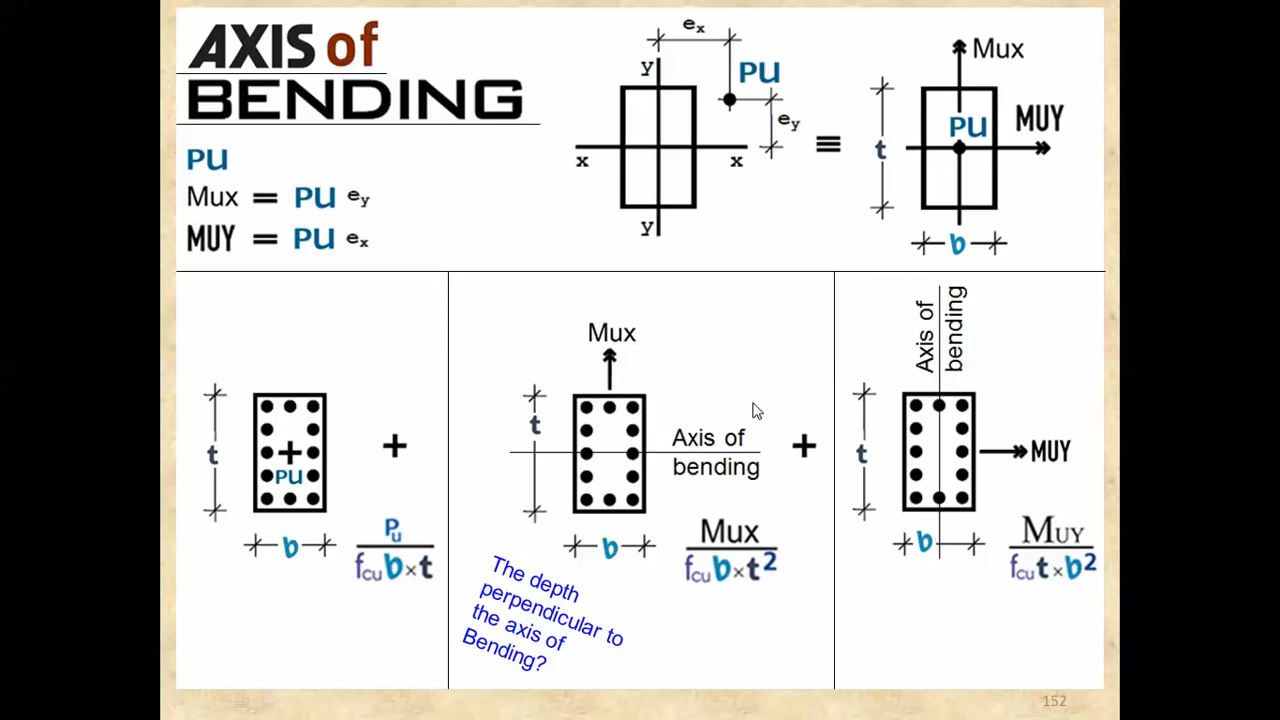 AXIS of
BENDING
PU
Mux = PU ey
MUY = PU ex
ex
y
PU
ey
x
x
y
≡
Mux
MUY
PU
t
b
t
PU
b
+
Pu
fcu b×t
Mux
t
Axis of
bending
b
+
Mux
fcu b×t²
The depth
perpendicular to
the axis of
Bending?
Axis of
bending
t
MUY
b
MUY
fcu t×b²
152